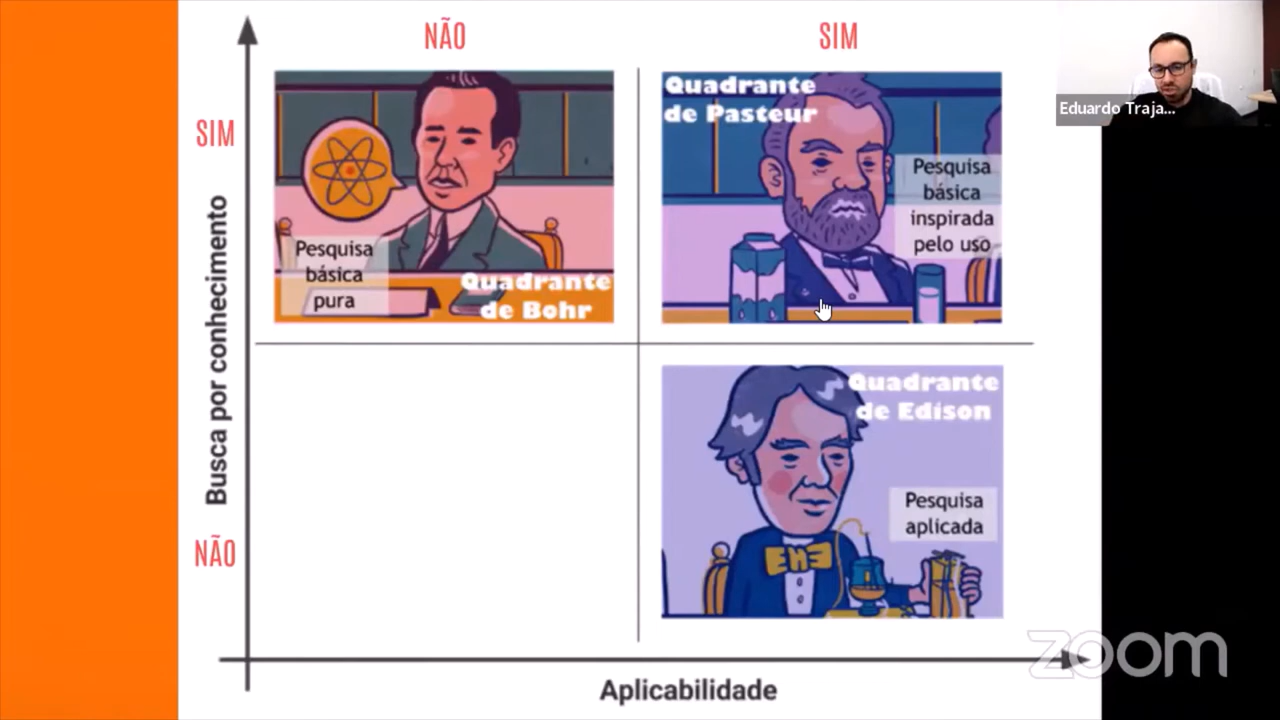 NÃO
SIM
Eduardo Traja...
SIM
Quadrante
de Pasteur
Pesquisa
básica
inspirada
pelo uso
Pesquisa
básica
pura
Quadrante
de Bohr
Busca por conhecimento
Quadrante
de Edison
Pesquisa
aplicada
NÃO
zoom
Aplicabilidade